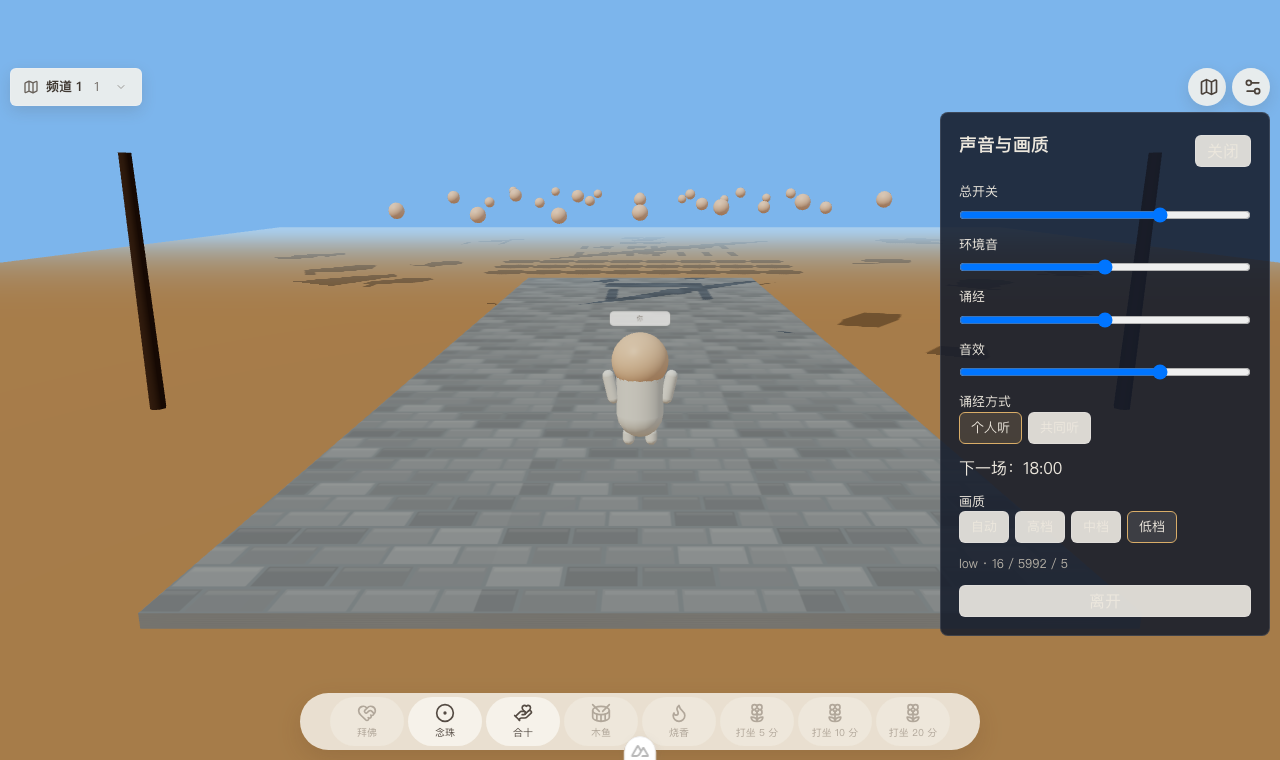 频道 1 1
声音与画质
关闭
总开关
环境音
诵经
音效
诵经方式
个人听 共同听
下一场：18:00
画质
自动 高档 中档 低档
low · 16 / 5992 / 5
离开
你
拜佛 念珠 合十 木鱼 烧香 打坐 5 分 打坐 10 分 打坐 20 分